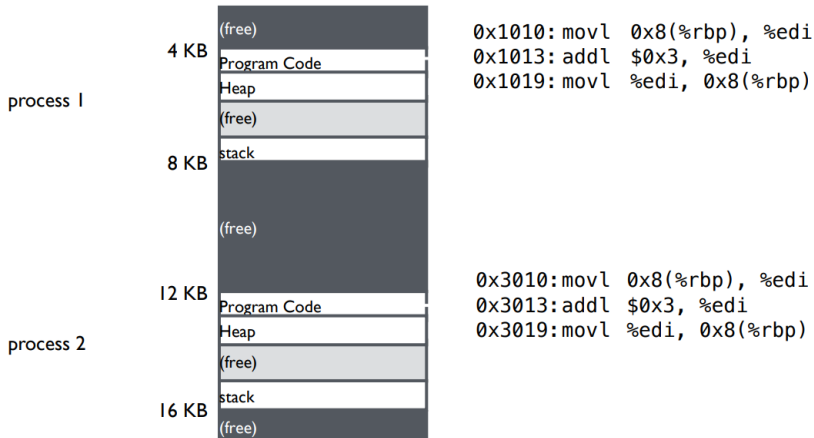 (free)
4 KB
Program Code
Heap
process 1
(free)
stack
8 KB
(free)
12 KB
Program Code
Heap
process 2
(free)
stack
16 KB
(free)
0x1010: movl 0x8(%rbp), %edi
0x1013: addl $0x3, %edi
0x1019: movl %edi, 0x8(%rbp)
0x3010: movl 0x8(%rbp), %edi
0x3013: addl $0x3, %edi
0x3019: movl %edi, 0x8(%rbp)